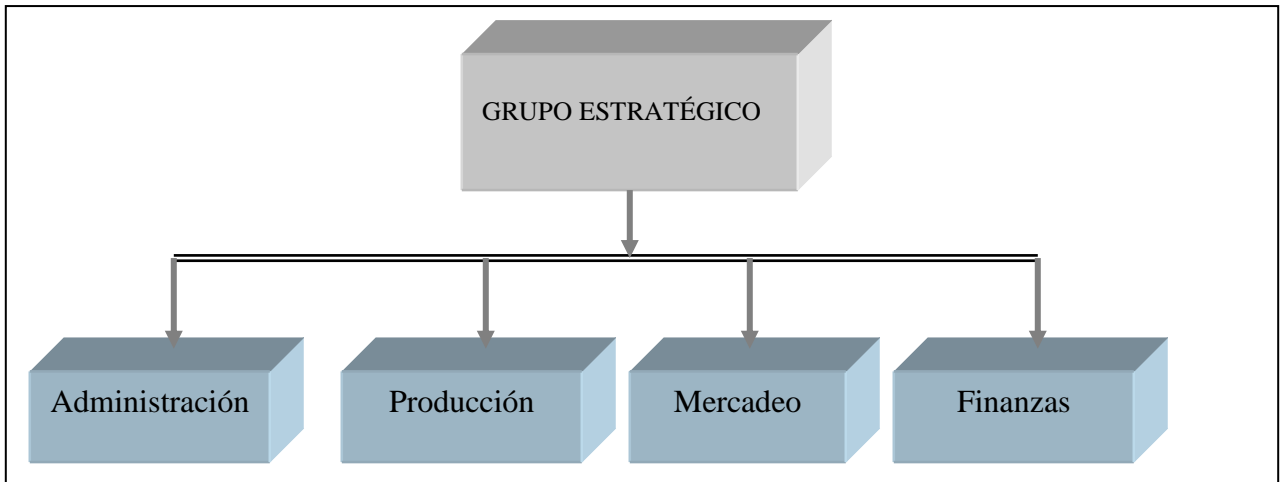 GRUPO ESTRATÉGICO
Administración
Producción
Mercadeo
Finanzas